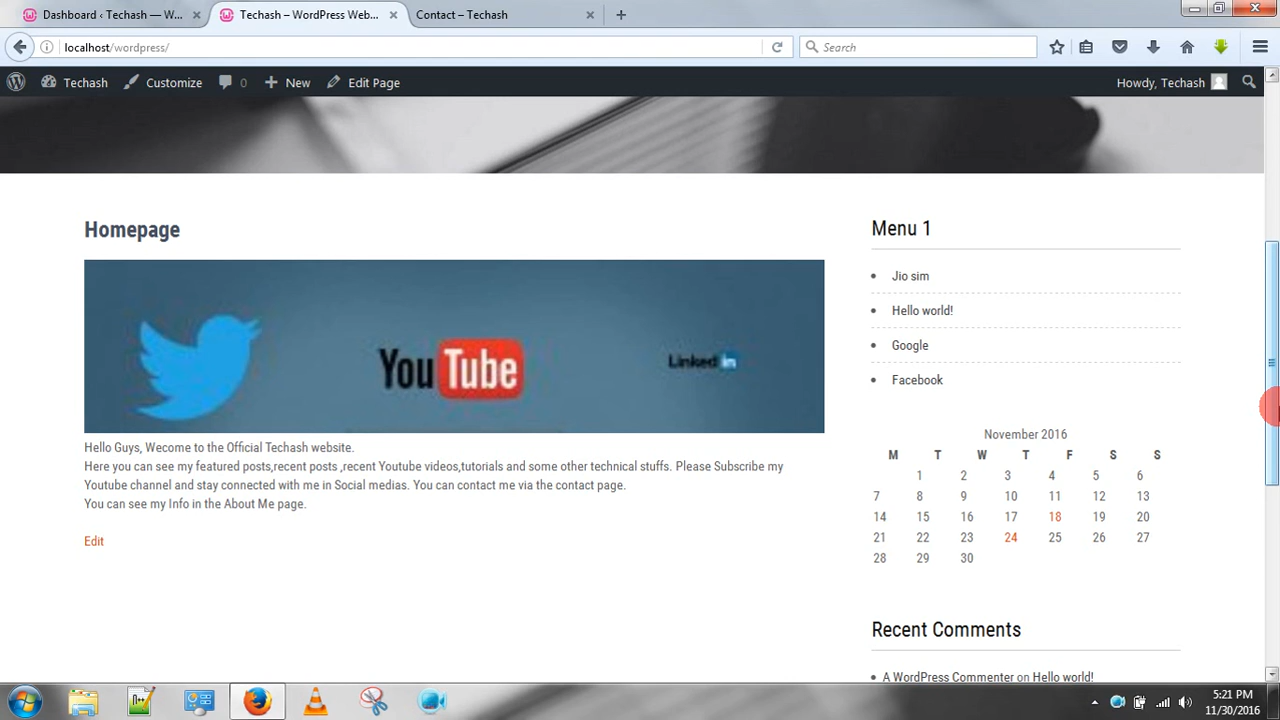 Dashboard ‹ Techash — W...
Techash – WordPress Web...
Contact – Techash
localhost/wordpress/
Search
Techash
Customize
0
New
Edit Page
Howdy, Techash
Homepage
You Tube
Linked in
Hello Guys, Wecome to the Official Techash website.
Here you can see my featured posts,recent posts ,recent Youtube videos,tutorials and some other technical stuffs. Please Subscribe my
Youtube channel and stay connected with me in Social medias. You can contact me via the contact page.
You can see my Info in the About Me page.
Edit
Menu 1
Jio sim
Hello world!
Google
Facebook
November 2016
M T W T F S S
1 2 3 4 5 6
7 8 9 10 11 12 13
14 15 16 17 18 19 20
21 22 23 24 25 26 27
28 29 30
Recent Comments
A WordPress Commenter on Hello world!
5:21 PM
11/30/2016